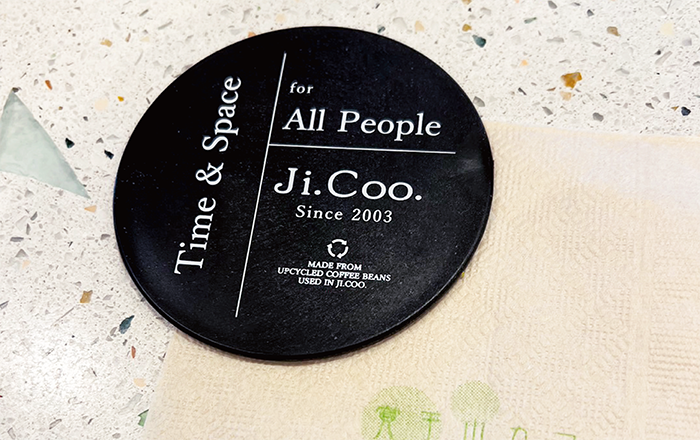 Time & Space
for
All People
Ji.Coo.
Since 2003
MADE FROM
UPCYCLED COFFEE BEANS
USED IN JI.COO.